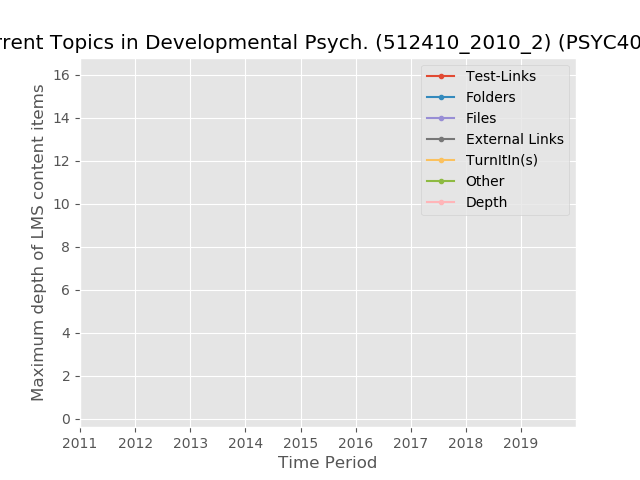 rrent Topics in Developmental Psych. (512410_2010_2) (PSYC40
Maximum depth of LMS content items
16
14
12
10
8
6
4
2
0
Test-Links
Folders
Files
External Links
TurnItIn(s)
Other
Depth
2011 2012 2013 2014 2015 2016 2017 2018 2019
Time Period